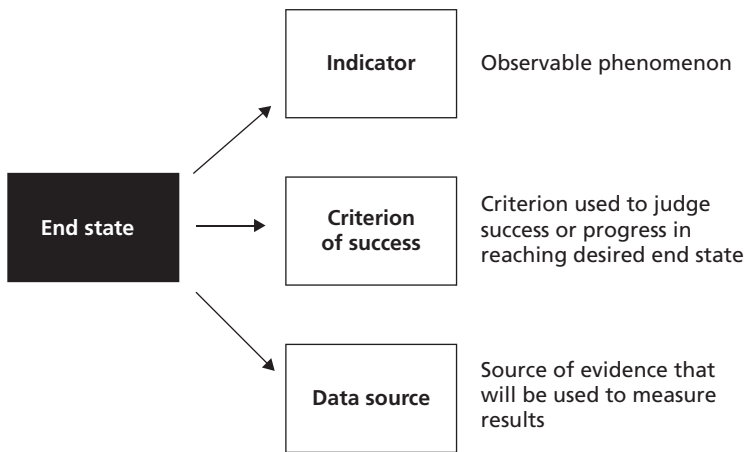 Indicator
Observable phenomenon
End state
Criterion
of success
Criterion used to judge
success or progress in
reaching desired end state
Data source
Source of evidence that
will be used to measure
results